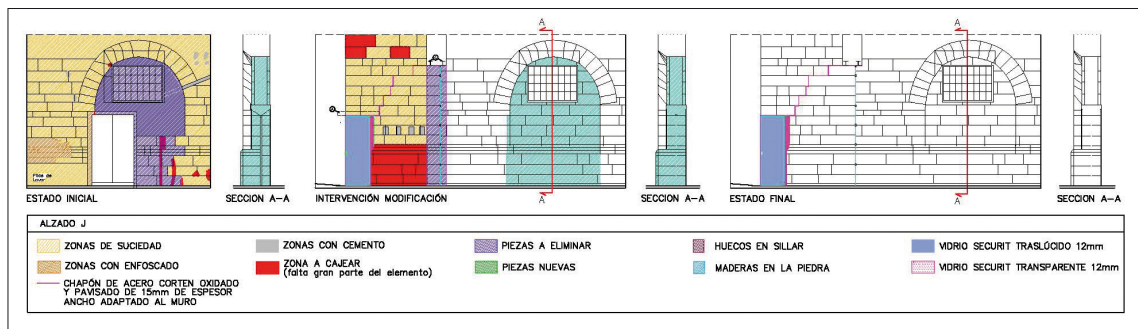 A
A
Pilas de
Lavar
A
A
ESTADO INICIAL
SECCION A-A
INTERVENCIÓN MODIFICACIÓN
SECCION A-A
ESTADO FINAL
SECCION A-A
ALZADO J
ZONAS DE SUCIEDAD
ZONAS CON ENFOSCADO
CHAPÓN DE ACERO CORTEN OXIDADO
Y PAVISADO DE 15mm DE ESPESOR
ANCHO ADAPTADO AL MURO
ZONAS CON CEMENTO
ZONA A CAJEAR
(falta gran parte del elemento)
PIEZAS A ELIMINAR
PIEZAS NUEVAS
HUECOS EN SILLAR
MADERAS EN LA PIEDRA
VIDRIO SECURIT TRASLÚCIDO 12mm
VIDRIO SECURIT TRANSPARENTE 12mm